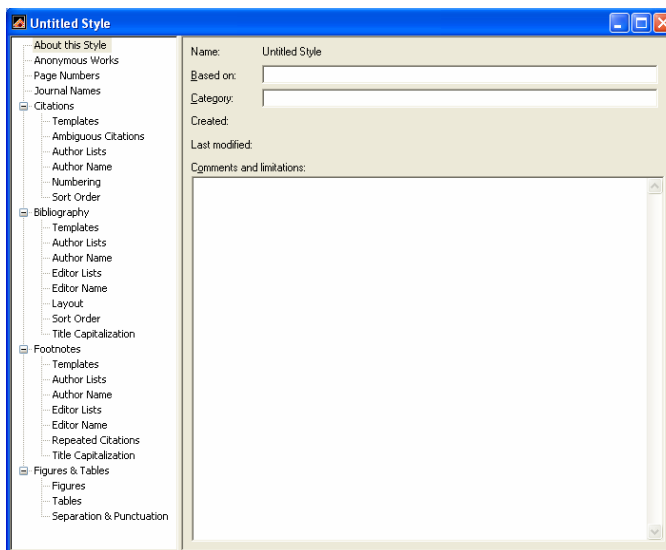 Untitled Style
About this Style
Anonymous Works
Page Numbers
Journal Names
Citations
Templates
Ambiguous Citations
Author Lists
Author Name
Numbering
Sort Order
Bibliography
Templates
Author Lists
Author Name
Editor Lists
Editor Name
Layout
Sort Order
Title Capitalization
Footnotes
Templates
Author Lists
Author Name
Editor Lists
Editor Name
Repeated Citations
Title Capitalization
Figures & Tables
Figures
Tables
Separation & Punctuation
Name: Untitled Style
Based on:
Category:
Created:
Last modified:
Comments and limitations: